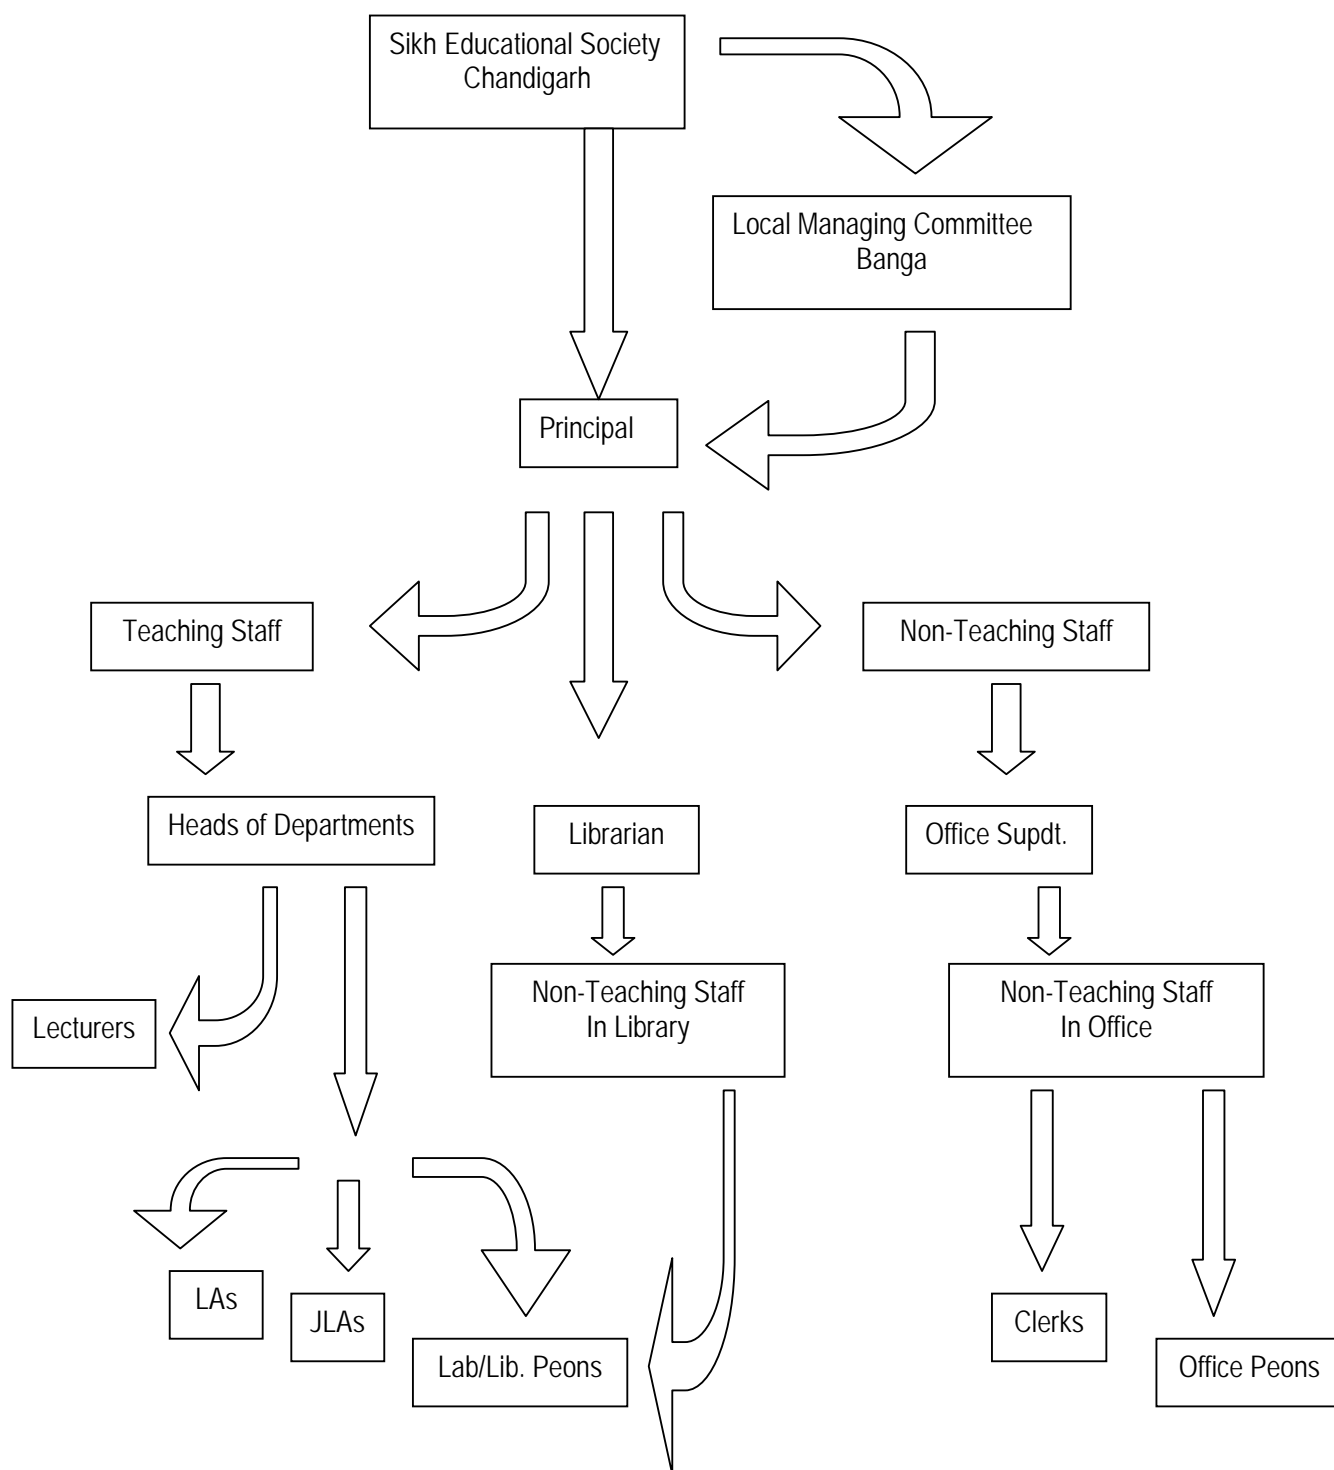 Sikh Educational Society
Chandigarh
Local Managing Committee
Banga
Principal
Teaching Staff
Non-Teaching Staff
Heads of Departments
Librarian
Office Supdt.
Lecturers
Non-Teaching Staff
In Library
Non-Teaching Staff
In Office
LAs
JLAs
Lab/Lib. Peons
Clerks
Office Peons